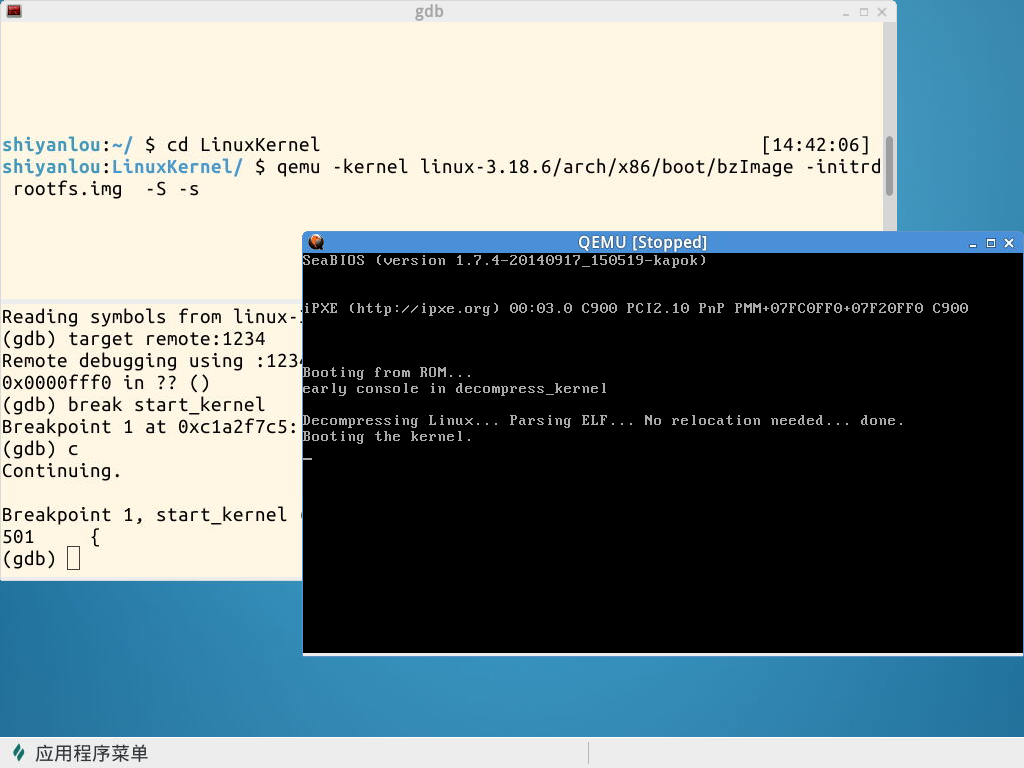 gdb
shiyanlou:~/ $ cd LinuxKernel [14:42:06]
shiyanlou:LinuxKernel/ $ qemu -kernel linux-3.18.6/arch/x86/boot/bzImage -initrd
rootfs.img -S -s
QEMU [Stopped]
SeaBIOS (version 1.7.4-20140917_150519-kapok)
iPXE (http://ipxe.org) 00:03.0 C900 PCI2.10 PnP PMM+07FC0FF0+07F20FF0 C900
Booting from ROM...
early console in decompress_kernel
Decompressing Linux... Parsing ELF... No relocation needed... done.
Booting the kernel.
Reading symbols from linux-
(gdb) target remote:1234
Remote debugging using :1234
0x0000fff0 in ?? ()
(gdb) break start_kernel
Breakpoint 1 at 0xc1a2f7c5:
(gdb) c
Continuing.
Breakpoint 1, start_kernel
501 {
(gdb)
应用程序菜单